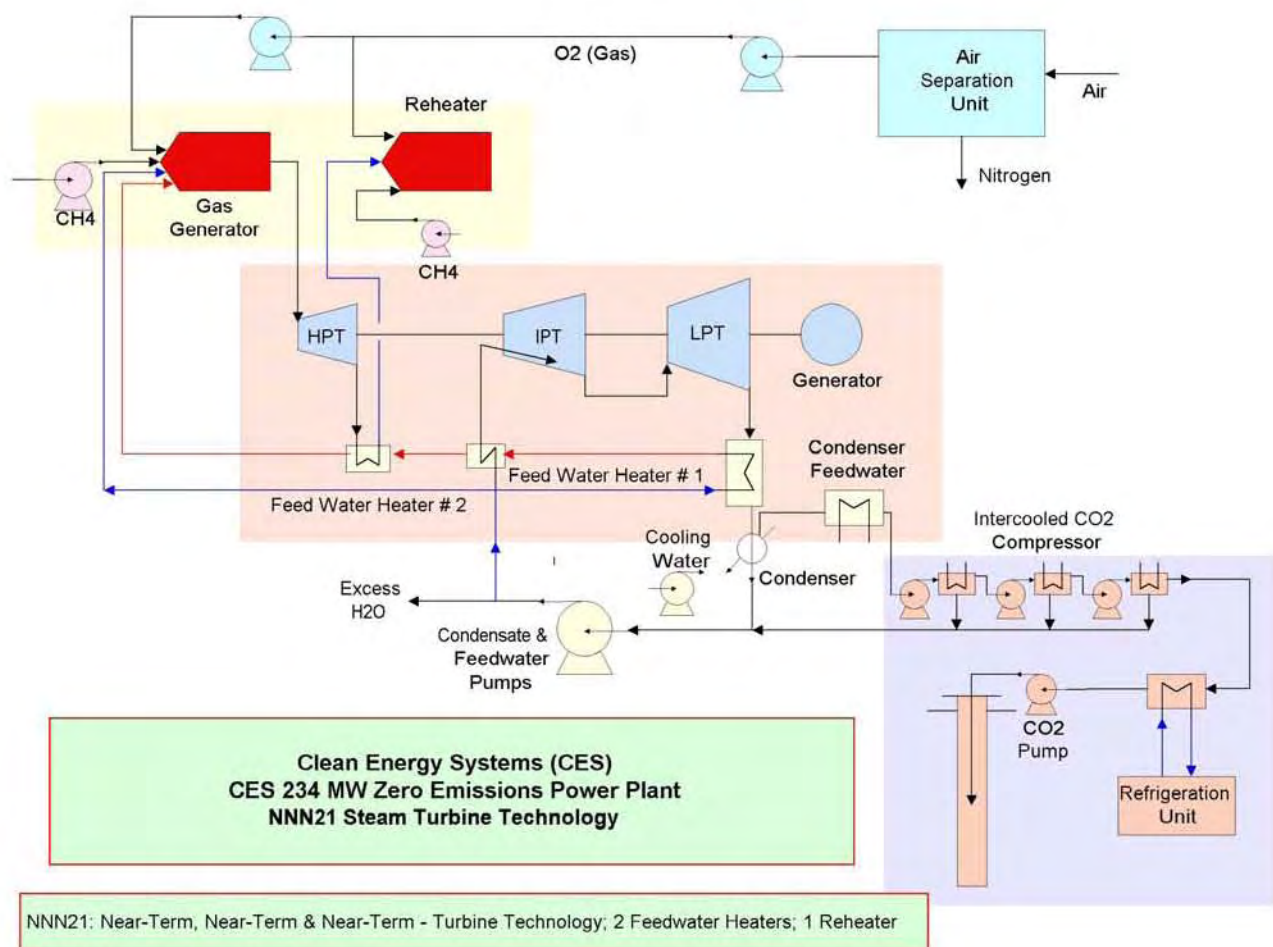 O2 (Gas)
Air
Separation
Unit
Air
Nitrogen
Reheater
Gas
Generator
CH4
CH4
HPT
IPT
LPT
Generator
Feed Water Heater # 1
Feed Water Heater # 2
Condenser
Feedwater
Cooling
Water
Condenser
Intercooled CO2
Compressor
Excess
H2O
Condensate &
Feedwater
Pumps
CO2
Pump
Refrigeration
Unit
Clean Energy Systems (CES)
CES 234 MW Zero Emissions Power Plant
NNN21 Steam Turbine Technology
NNN21: Near-Term, Near-Term & Near-Term - Turbine Technology; 2 Feedwater Heaters; 1 Reheater